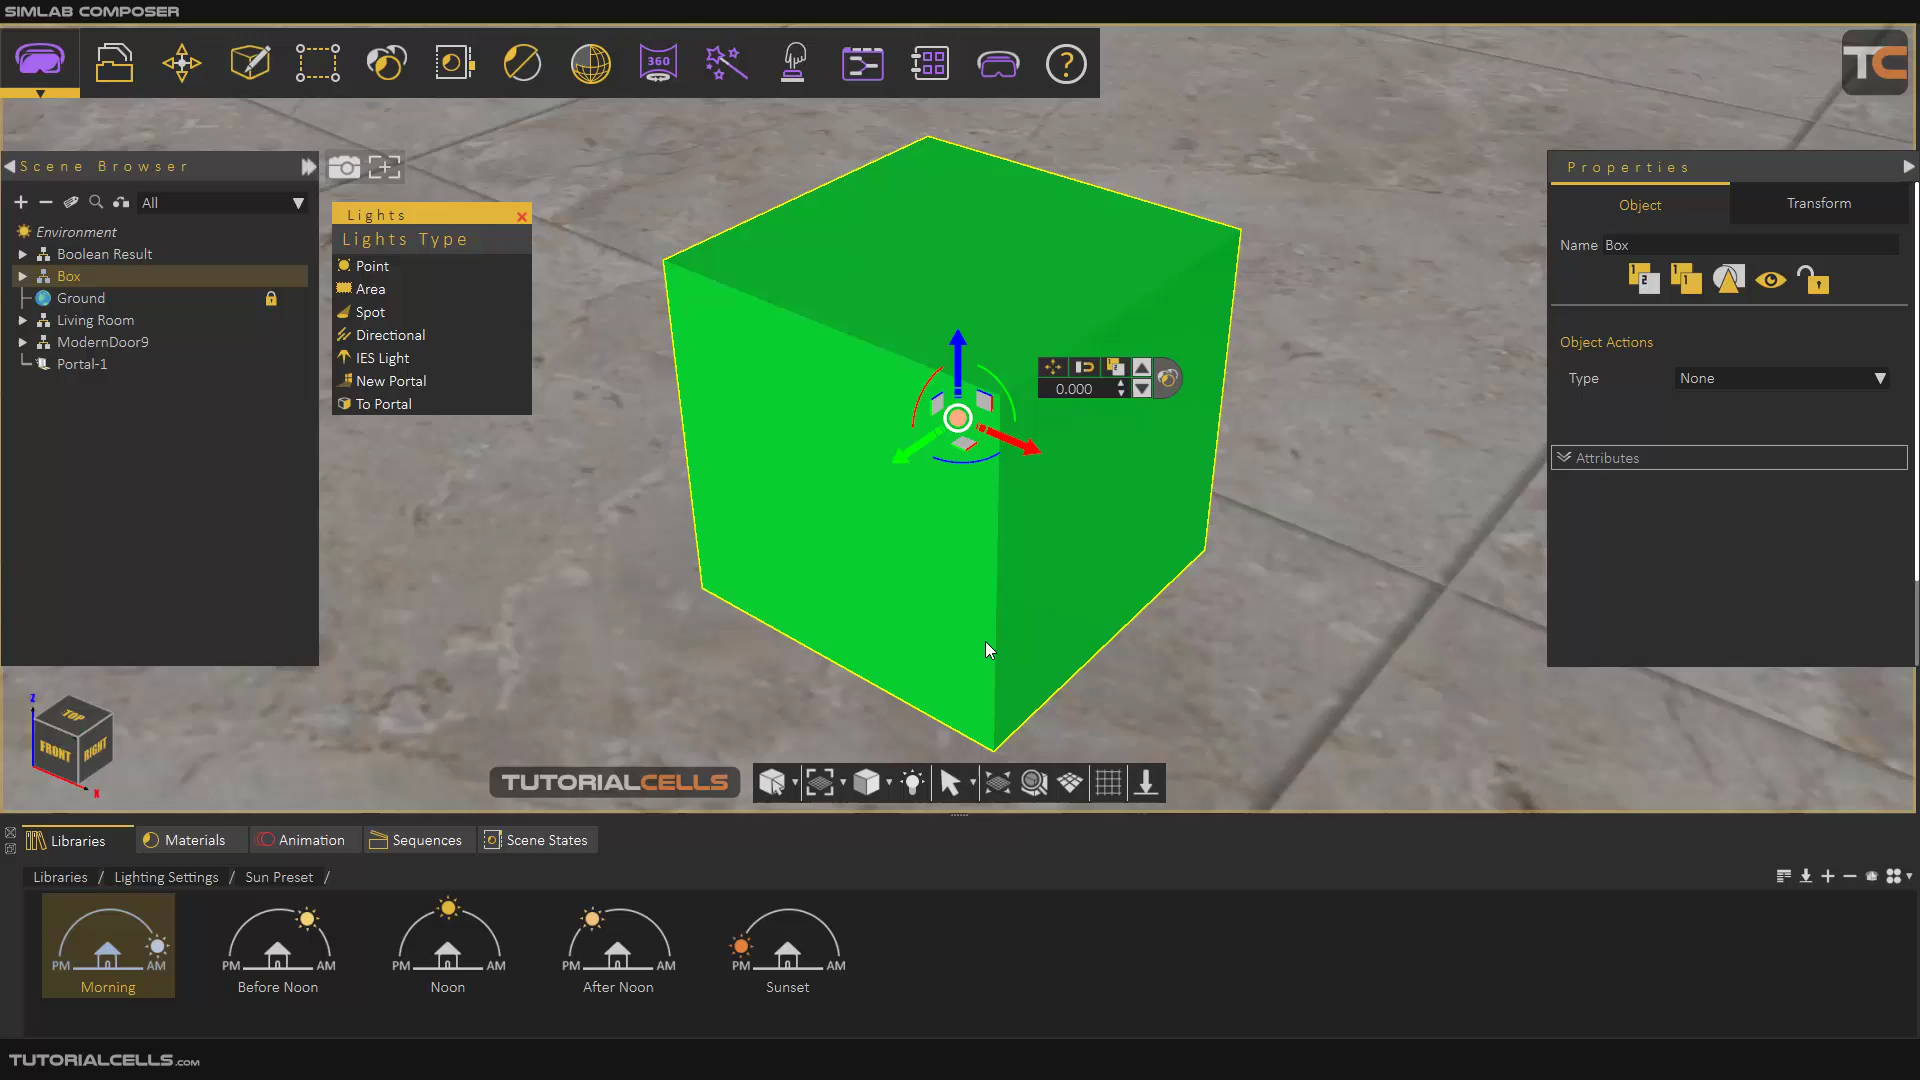 SIMLAB COMPOSER
360
?
TC
Scene Browser
All
Environment
Boolean Result
Box
Ground
Living Room
ModernDoor9
Portal-1
Lights
Lights Type
Point
Area
Spot
Directional
IES Light
New Portal
To Portal
0.000
Properties
Object
Transform
Name Box
Object Actions
Type None
Attributes
Z
TOP
FRONT RIGHT
X
TUTORIALCELLS
Libraries
Materials
Animation
Sequences
Scene States
Libraries / Lighting Settings / Sun Preset /
PM AM
Morning
PM AM
Before Noon
PM AM
Noon
PM AM
After Noon
PM AM
Sunset
TUTORIALCELLS.COM